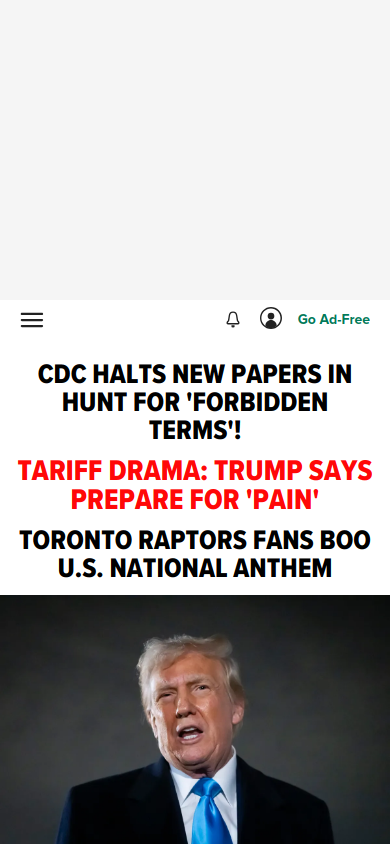 Go Ad-Free
CDC HALTS NEW PAPERS IN
HUNT FOR 'FORBIDDEN
TERMS'!
TARIFF DRAMA: TRUMP SAYS
PREPARE FOR 'PAIN'
TORONTO RAPTORS FANS BOO
U.S. NATIONAL ANTHEM